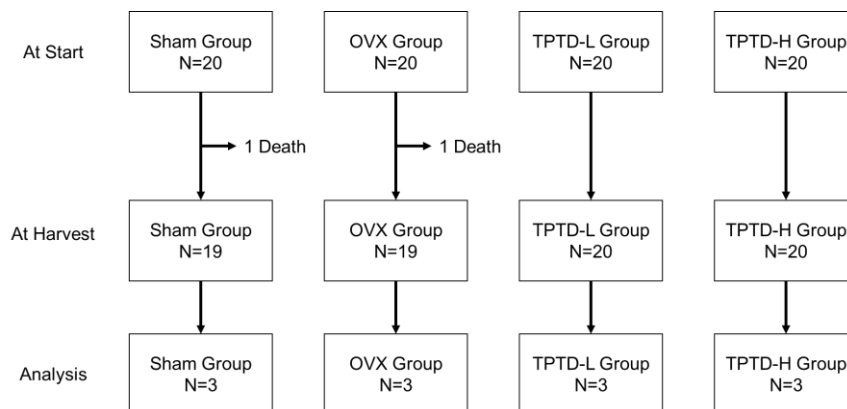 At Start
Sham Group
N=20
OVX Group
N=20
TPTD-L Group
N=20
TPTD-H Group
N=20
1 Death
1 Death
At Harvest
Sham Group
N=19
OVX Group
N=19
TPTD-L Group
N=20
TPTD-H Group
N=20
Analysis
Sham Group
N=3
OVX Group
N=3
TPTD-L Group
N=3
TPTD-H Group
N=3